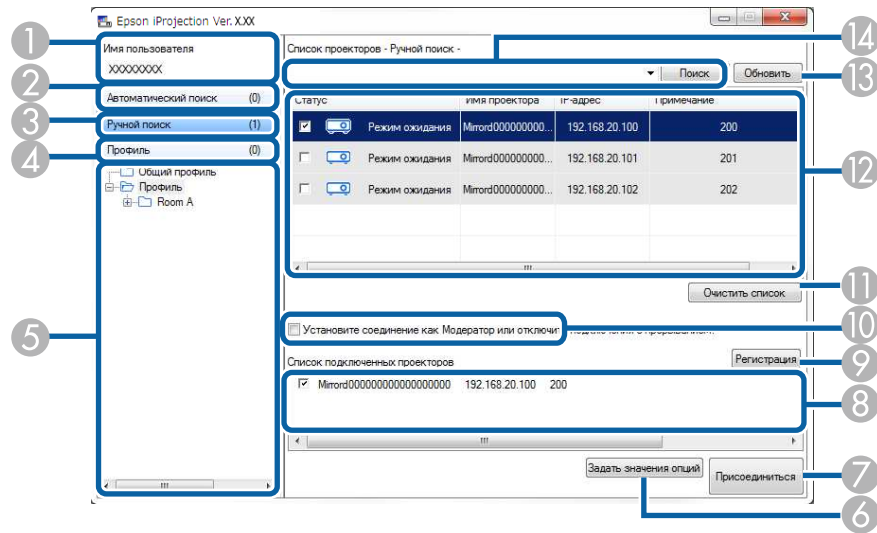 Epson iProjection Ver. X.XX
1
Имя пользователя
XXXXXXXX
2
Автоматический поиск (0)
3
Ручной поиск (1)
4
Профиль (0)
5
Общий профиль
Профиль
Room A
Список проекторов - Ручной поиск -
14
Поиск
Обновить
13
Статус Имя проектора IP-адрес Примечание
Режим ожидания Mirrord000000000... 192.168.20.100 200
Режим ожидания Mirrord000000000... 192.168.20.101 201
Режим ожидания Mirrord000000000... 192.168.20.102 202
12
Очистить список
11
Установите соединение как Модератор или отключит
10
Список подключенных проекторов
Регистрация
9
Mirrord000000000000000000 192.168.20.100 200
8
Задать значения опций
Присоединиться
7
6